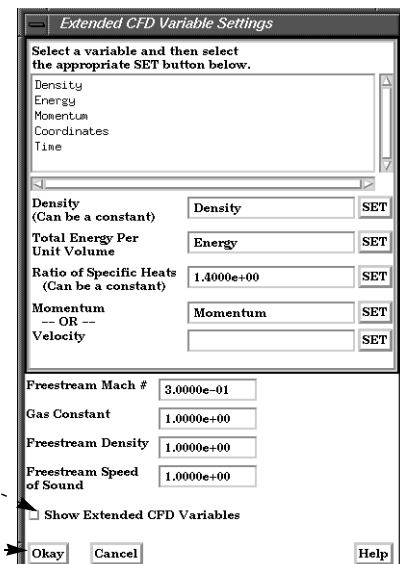 Extended CFD Variable Settings
Select a variable and then select
the appropriate SET button below.
Density
Energy
Momentum
Coordinates
Time
Density
(Can be a constant)
Density
SET
Total Energy Per
Unit Volume
Energy
SET
Ratio of Specific Heats
(Can be a constant)
1.4000e+00
SET
Momentum
-- OR --
Velocity
Momentum
SET
SET
Freestream Mach #
3.0000e-01
Gas Constant
1.0000e+00
Freestream Density
1.0000e+00
Freestream Speed
of Sound
1.0000e+00
Show Extended CFD Variables
Okay
Cancel
Help